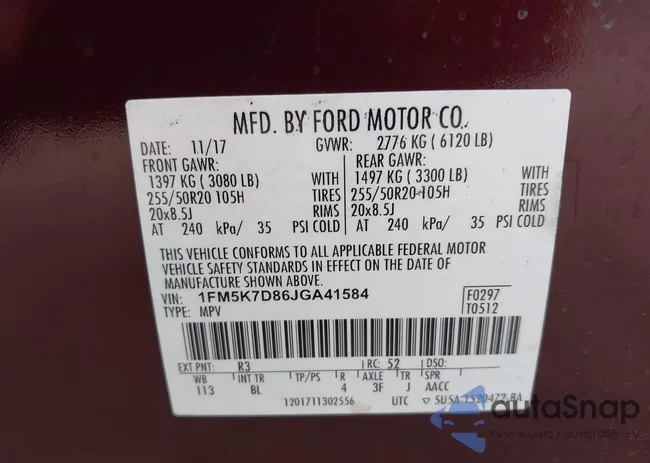 MFD. BY FORD MOTOR CO.
DATE: 11/17 GVWR: 2776 KG ( 6120 LB)
FRONT GAWR: REAR GAWR:
1397 KG ( 3080 LB) WITH 1497 KG ( 3300 LB) WITH
255/50R20 105H TIRES 255/50R20 105H TIRES
20x8.5J RIMS 20x8.5J RIMS
AT 240 kPa/ 35 PSI COLD AT 240 kPa/ 35 PSI COLD
THIS VEHICLE CONFORMS TO ALL APPLICABLE FEDERAL MOTOR
VEHICLE SAFETY STANDARDS IN EFFECT ON THE DATE OF
MANUFACTURE SHOWN ABOVE.
VIN: 1FM5K7D86JGA41584 F0297
TYPE: MPV T0512
EXT PNT: R3 RC: 52 DSO:
WB INT TR TP/PS R AXLE TR SPR
113 BL 4 3F J AACC
1201711302556 UTC
autaSnap